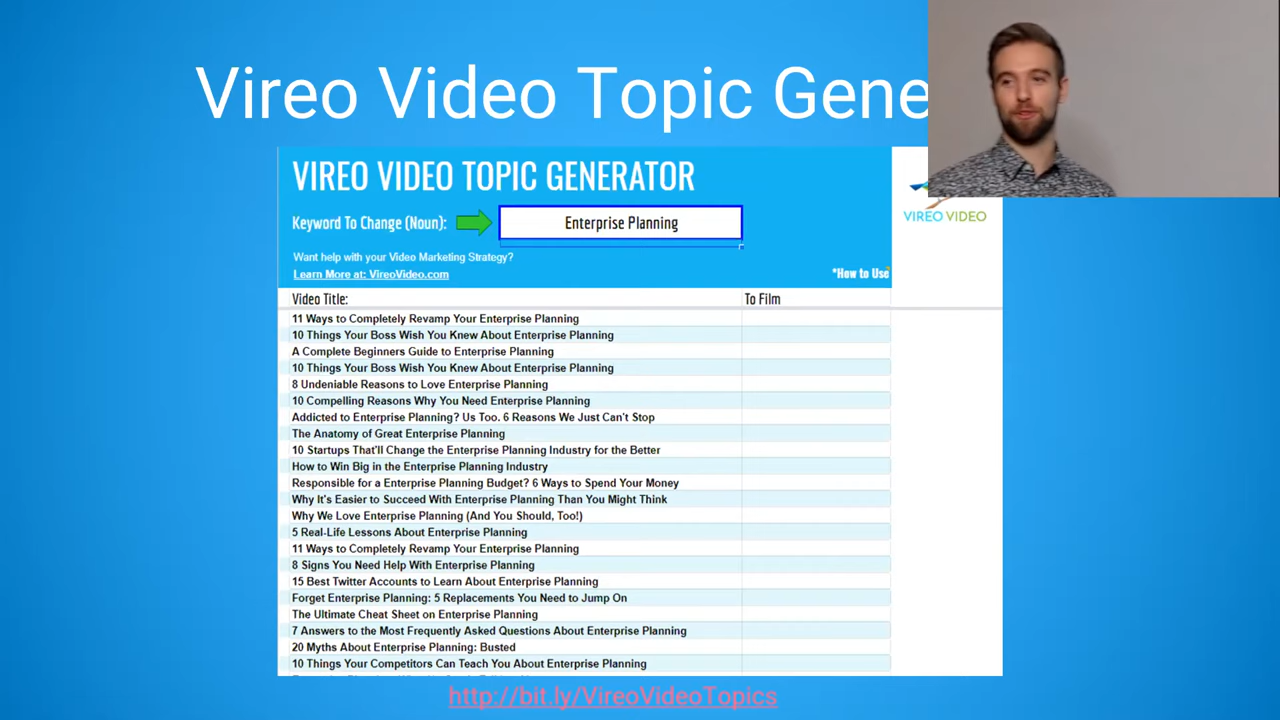 Vireo Video Topic Gene
VIREO VIDEO TOPIC GENERATOR
Keyword To Change (Noun):
Enterprise Planning
VIREO VIDEO
Want help with your Video Marketing Strategy?
Learn More at: VireoVideo.com
*How to Use
Video Title:
To Film
11 Ways to Completely Revamp Your Enterprise Planning
10 Things Your Boss Wish You Knew About Enterprise Planning
A Complete Beginners Guide to Enterprise Planning
10 Things Your Boss Wish You Knew About Enterprise Planning
8 Undeniable Reasons to Love Enterprise Planning
10 Compelling Reasons Why You Need Enterprise Planning
Addicted to Enterprise Planning? Us Too. 6 Reasons We Just Can't Stop
The Anatomy of Great Enterprise Planning
10 Startups That'll Change the Enterprise Planning Industry for the Better
How to Win Big in the Enterprise Planning Industry
Responsible for a Enterprise Planning Budget? 6 Ways to Spend Your Money
Why It's Easier to Succeed With Enterprise Planning Than You Might Think
Why We Love Enterprise Planning (And You Should, Too!)
5 Real-Life Lessons About Enterprise Planning
11 Ways to Completely Revamp Your Enterprise Planning
8 Signs You Need Help With Enterprise Planning
15 Best Twitter Accounts to Learn About Enterprise Planning
Forget Enterprise Planning: 5 Replacements You Need to Jump On
The Ultimate Cheat Sheet on Enterprise Planning
7 Answers to the Most Frequently Asked Questions About Enterprise Planning
20 Myths About Enterprise Planning: Busted
10 Things Your Competitors Can Teach You About Enterprise Planning
http://bit.ly/VireoVideoTopics